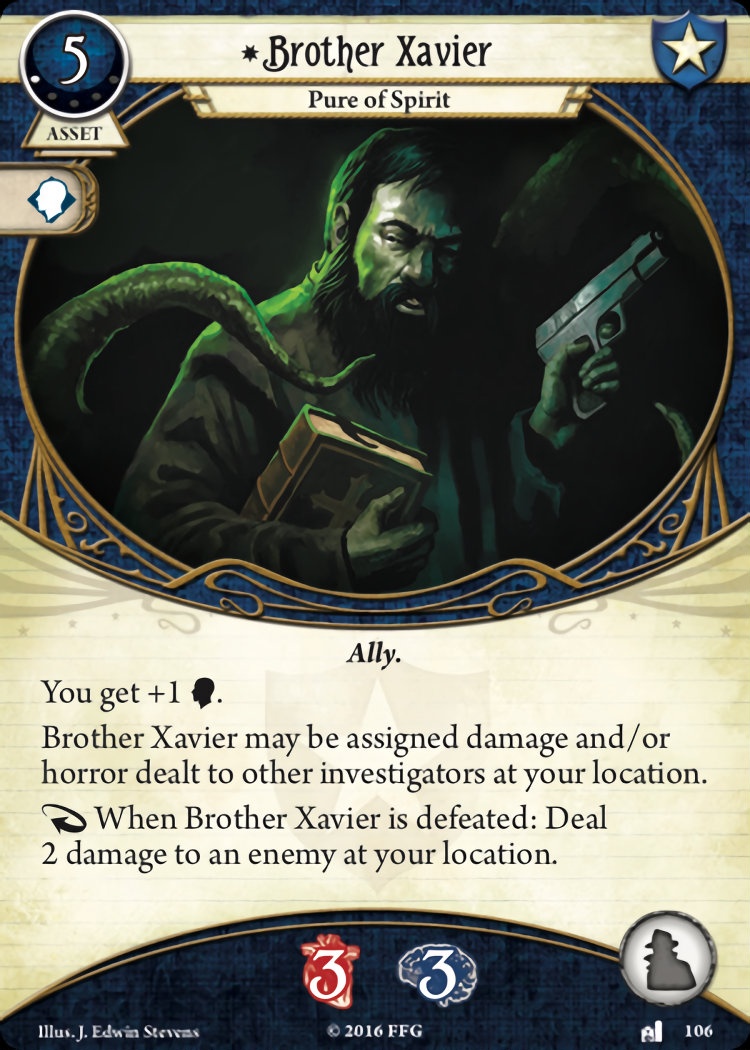 5
Brother Xavier
ASSET
Pure of Spirit
Ally.
You get +1 .
Brother Xavier may be assigned damage and/or
horror dealt to other investigators at your location.
When Brother Xavier is defeated: Deal
2 damage to an enemy at your location.
3 3
Illus. J. Edwin Stevens © 2016 FFG 106